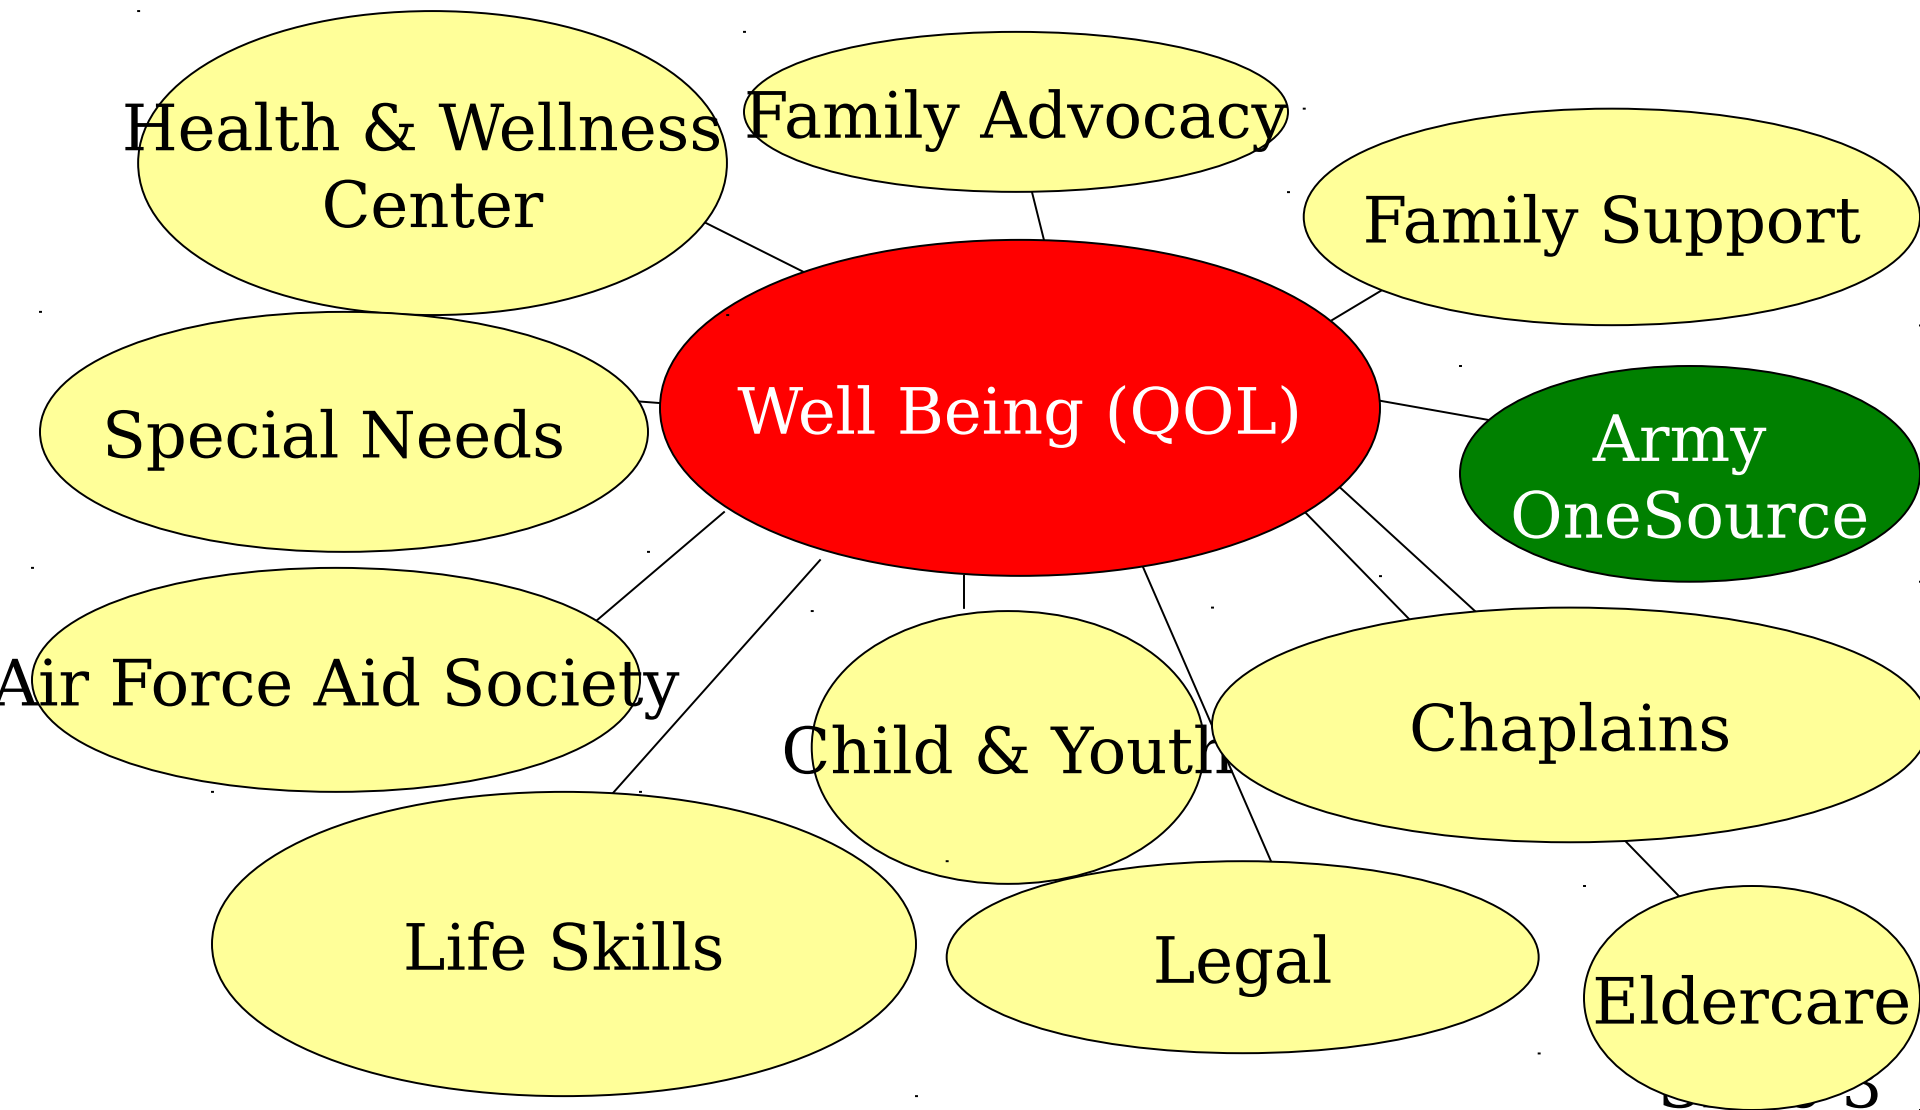 Health & Wellness
Center
Family Advocacy
Family Support
Well Being (QOL)
Special Needs
Army
OneSource
Air Force Aid Society
Child & Youth
Chaplains
Life Skills
Legal
Eldercare
3